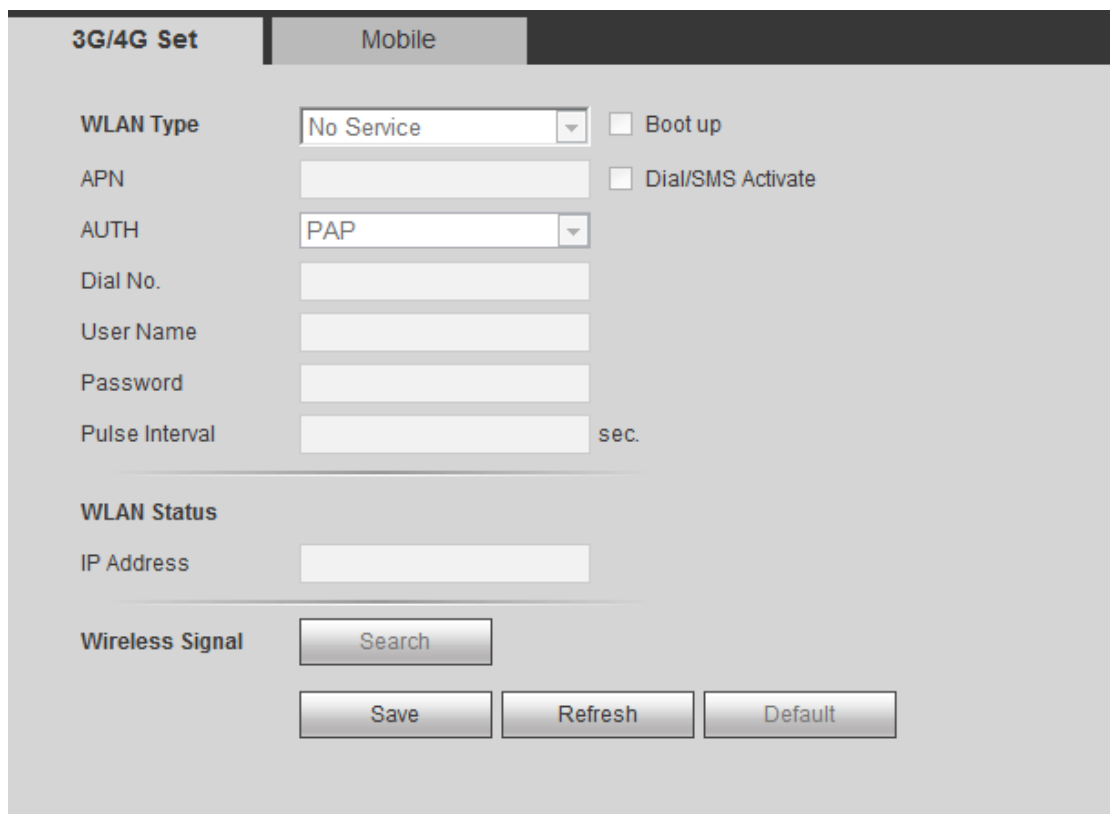 3G/4G Set Mobile
WLAN Type No Service Boot up
APN Dial/SMS Activate
AUTH PAP
Dial No.
User Name
Password
Pulse Interval sec.
WLAN Status
IP Address
Wireless Signal Search
Save Refresh Default